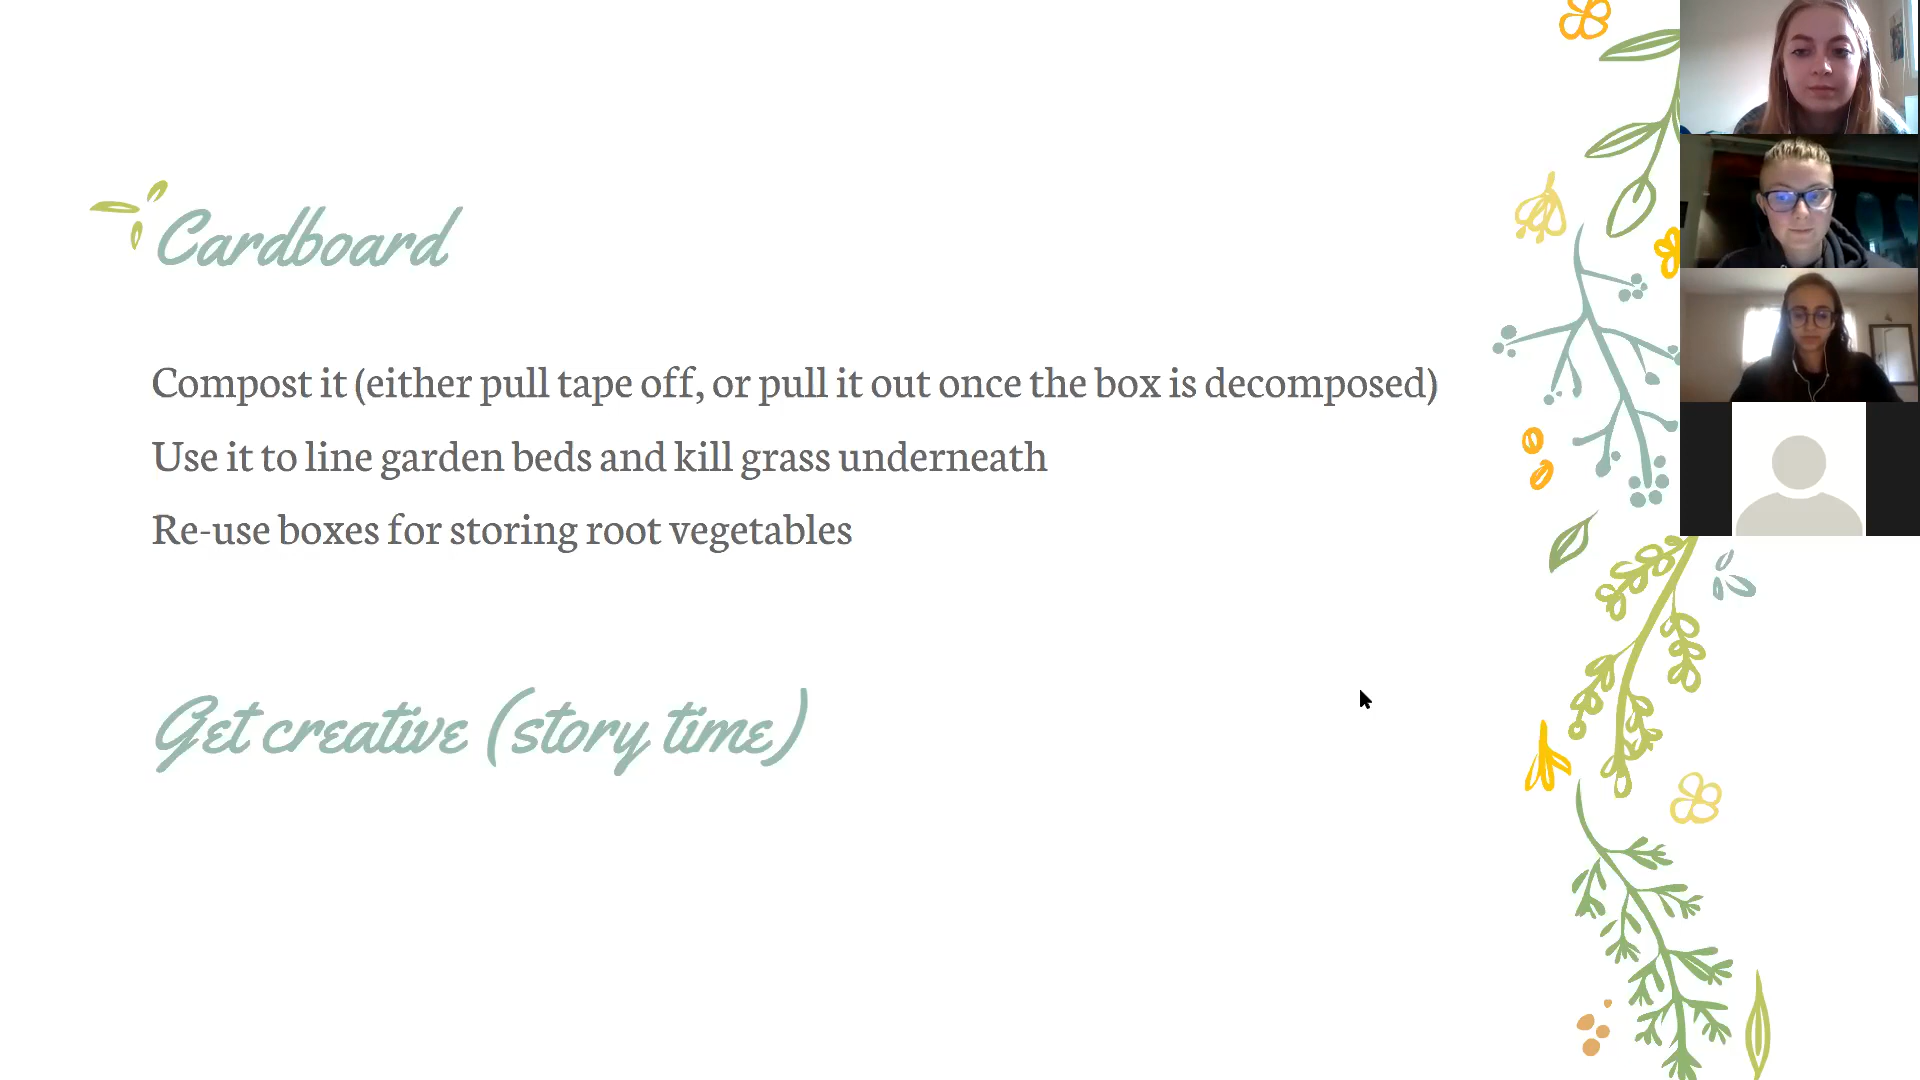 Cardboard
Compost it (either pull tape off, or pull it out once the box is decomposed)
Use it to line garden beds and kill grass underneath
Re-use boxes for storing root vegetables
Get creative (story time)